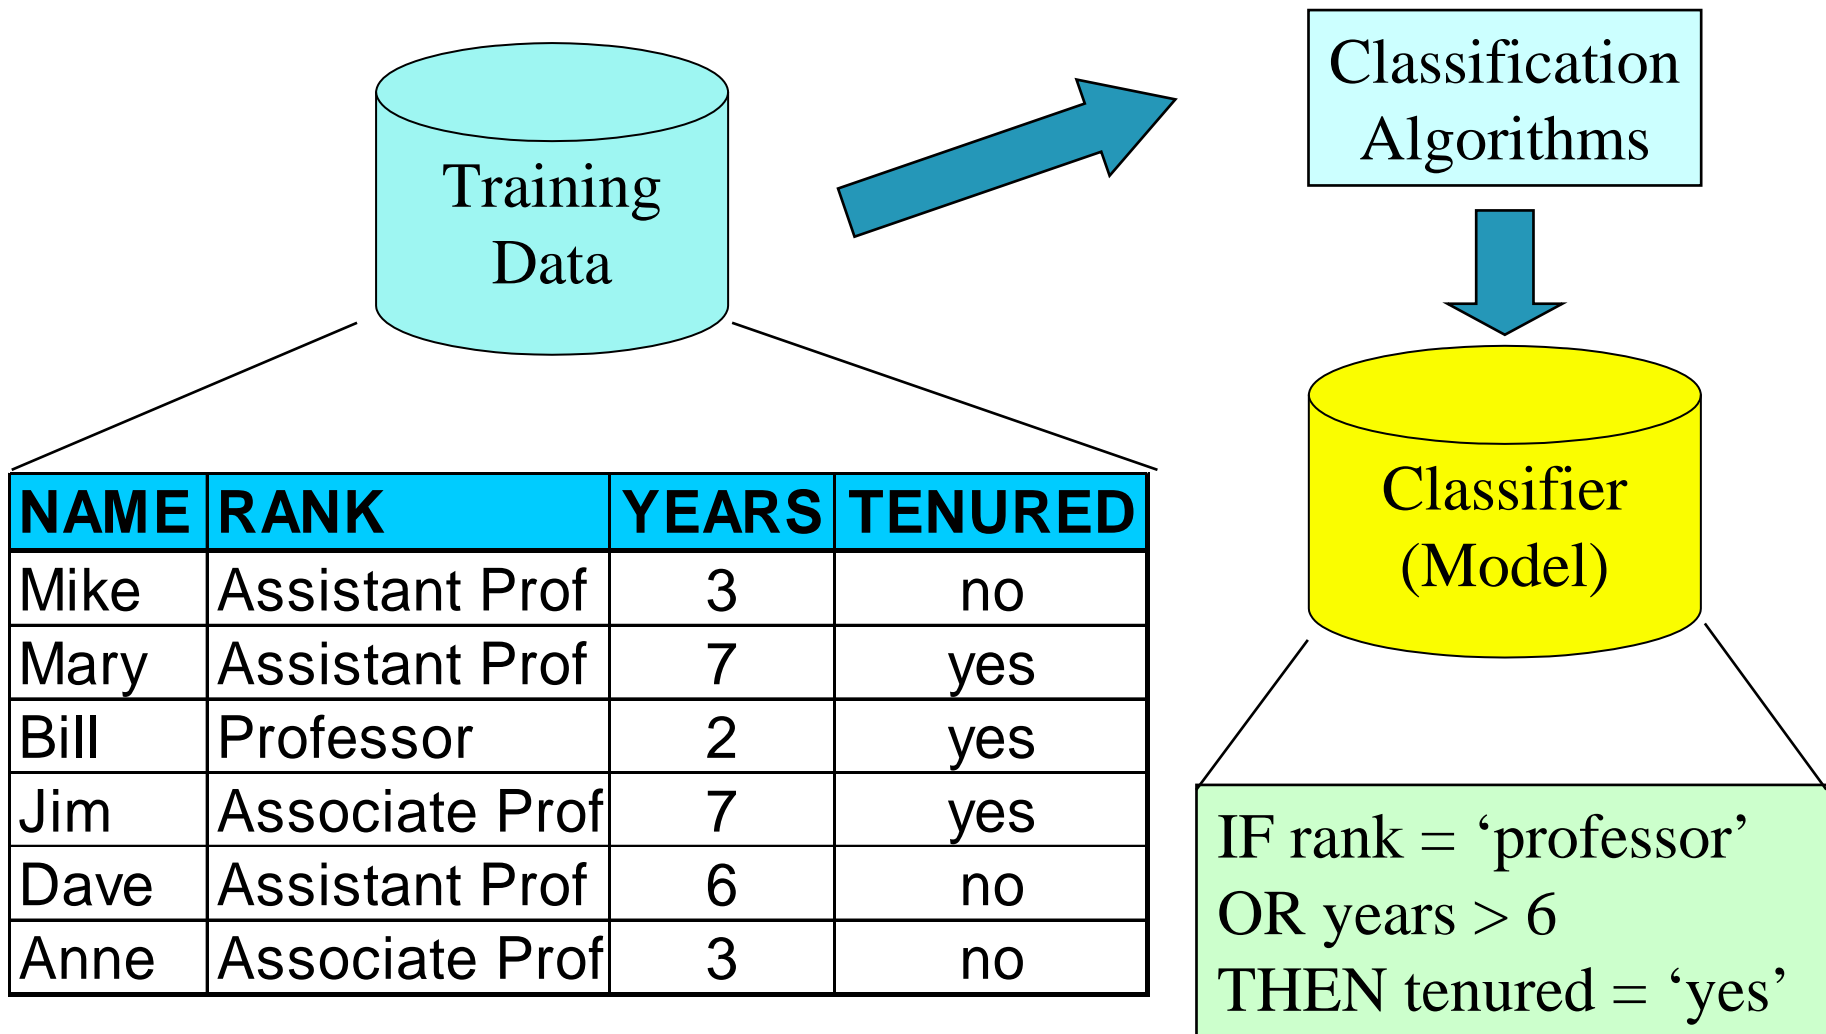 Training
Data
Classification
Algorithms
Classifier
(Model)
NAME RANK YEARS TENURED
Mike Assistant Prof 3 no
Mary Assistant Prof 7 yes
Bill Professor 2 yes
Jim Associate Prof 7 yes
Dave Assistant Prof 6 no
Anne Associate Prof 3 no
IF rank = ‘professor’
OR years > 6
THEN tenured = ‘yes’